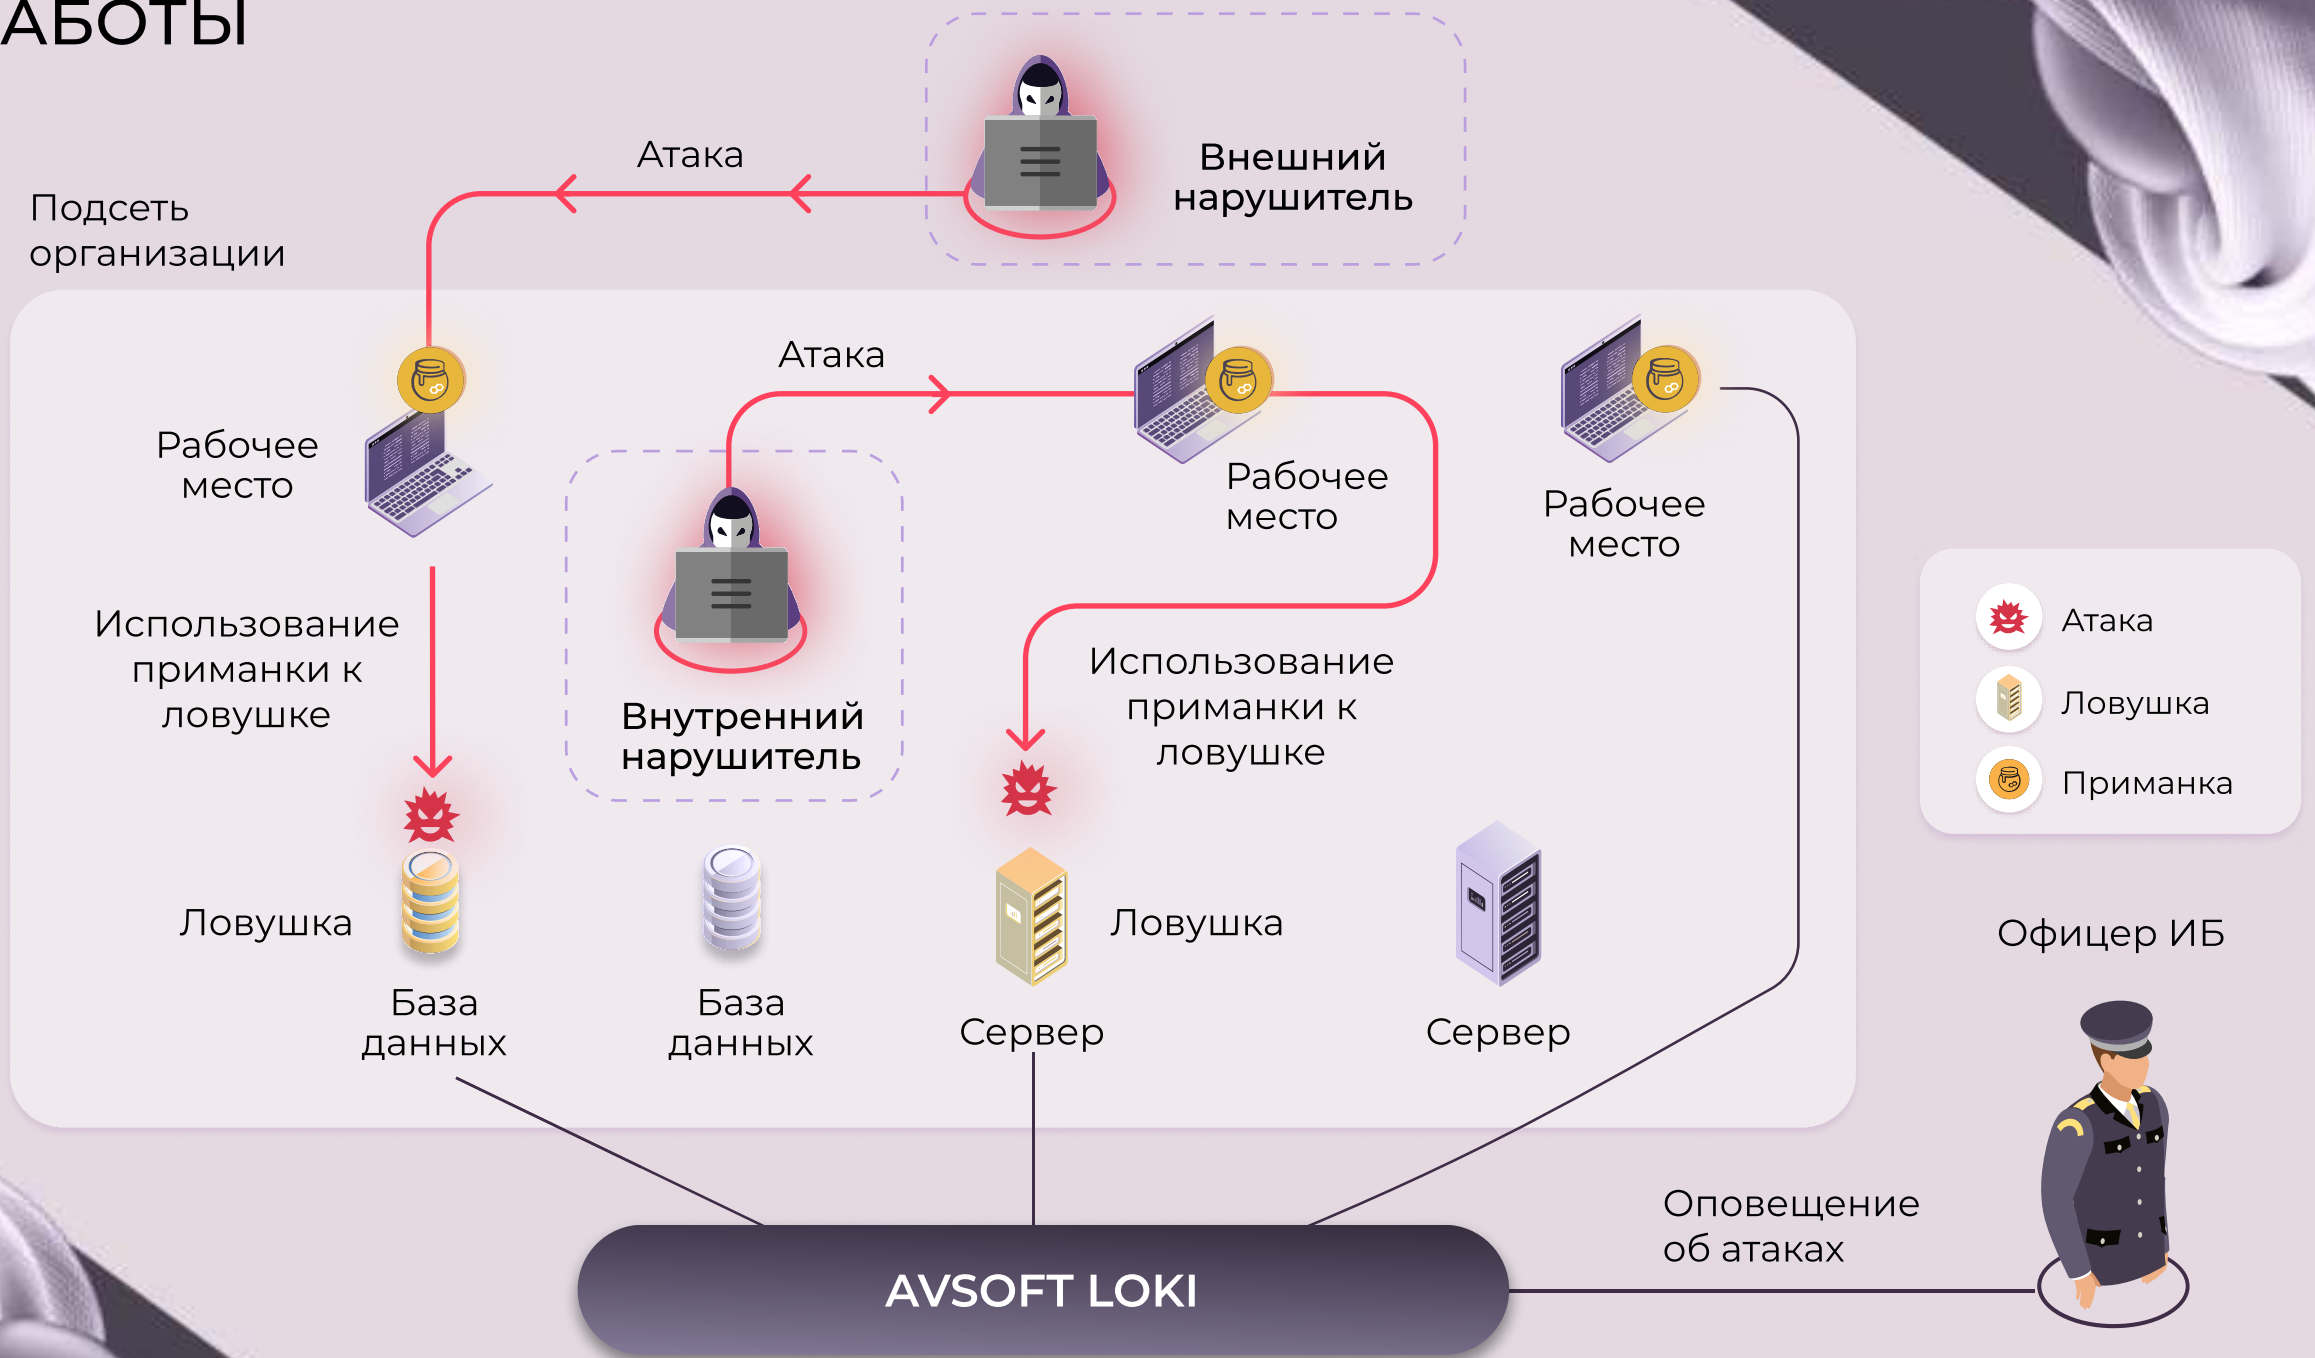 АБОТЫ
Атака
Внешний
нарушитель
Подсеть
организации
Атака
Рабочее
место
Рабочее
место
Рабочее
место
Использование
приманки к
ловушке
Внутренний
нарушитель
Использование
приманки к
ловушке
Атака
Ловушка
Приманка
Ловушка
База
данных
База
данных
Ловушка
Сервер
Сервер
Офицер ИБ
Оповещение
об атаках
AVSOFT LOKI